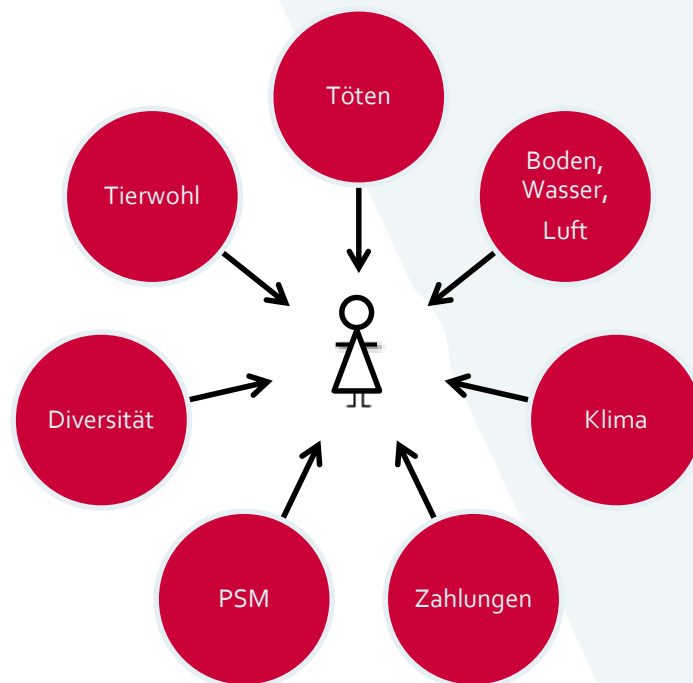 Töten
Tierwohl
Boden,
Wasser,
Luft
Diversität
Klima
PSM
Zahlungen